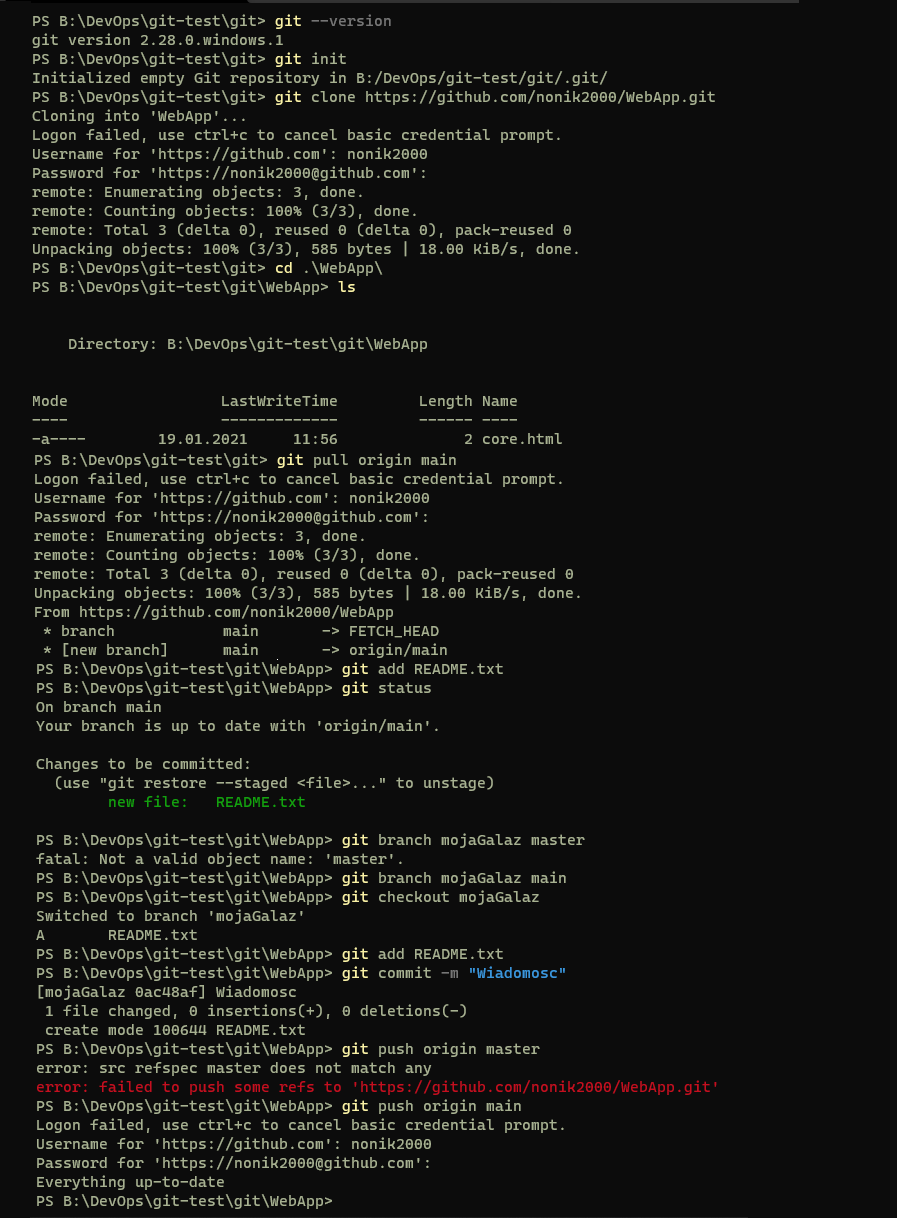 PS B:\DevOps\git-test\git> git --version
git version 2.28.0.windows.1
PS B:\DevOps\git-test\git> git init
Initialized empty Git repository in B:/DevOps/git-test/git/.git/
PS B:\DevOps\git-test\git> git clone https://github.com/nonik2000/WebApp.git
Cloning into 'WebApp'...
Logon failed, use ctrl+c to cancel basic credential prompt.
Username for 'https://github.com': nonik2000
Password for 'https://nonik2000@github.com':
remote: Enumerating objects: 3, done.
remote: Counting objects: 100% (3/3), done.
remote: Total 3 (delta 0), reused 0 (delta 0), pack-reused 0
Unpacking objects: 100% (3/3), 585 bytes | 18.00 KiB/s, done.
PS B:\DevOps\git-test\git> cd .\WebApp\
PS B:\DevOps\git-test\git\WebApp> ls
    Directory: B:\DevOps\git-test\git\WebApp
Mode                 LastWriteTime         Length Name
----                 -------------         ------ ----
-a----        19.01.2021     11:56              2 core.html
PS B:\DevOps\git-test\git> git pull origin main
Logon failed, use ctrl+c to cancel basic credential prompt.
Username for 'https://github.com': nonik2000
Password for 'https://nonik2000@github.com':
remote: Enumerating objects: 3, done.
remote: Counting objects: 100% (3/3), done.
remote: Total 3 (delta 0), reused 0 (delta 0), pack-reused 0
Unpacking objects: 100% (3/3), 585 bytes | 18.00 KiB/s, done.
From https://github.com/nonik2000/WebApp
 * branch            main       -> FETCH_HEAD
 * [new branch]      main       -> origin/main
PS B:\DevOps\git-test\git\WebApp> git add README.txt
PS B:\DevOps\git-test\git\WebApp> git status
On branch main
Your branch is up to date with 'origin/main'.
Changes to be committed:
  (use "git restore --staged <file>..." to unstage)
        new file:   README.txt
PS B:\DevOps\git-test\git\WebApp> git branch mojaGalaz master
fatal: Not a valid object name: 'master'.
PS B:\DevOps\git-test\git\WebApp> git branch mojaGalaz main
PS B:\DevOps\git-test\git\WebApp> git checkout mojaGalaz
Switched to branch 'mojaGalaz'
A       README.txt
PS B:\DevOps\git-test\git\WebApp> git add README.txt
PS B:\DevOps\git-test\git\WebApp> git commit -m "Wiadomosc"
[mojaGalaz 0ac48af] Wiadomosc
 1 file changed, 0 insertions(+), 0 deletions(-)
 create mode 100644 README.txt
PS B:\DevOps\git-test\git\WebApp> git push origin master
error: src refspec master does not match any
error: failed to push some refs to 'https://github.com/nonik2000/WebApp.git'
PS B:\DevOps\git-test\git\WebApp> git push origin main
Logon failed, use ctrl+c to cancel basic credential prompt.
Username for 'https://github.com': nonik2000
Password for 'https://nonik2000@github.com':
Everything up-to-date
PS B:\DevOps\git-test\git\WebApp>